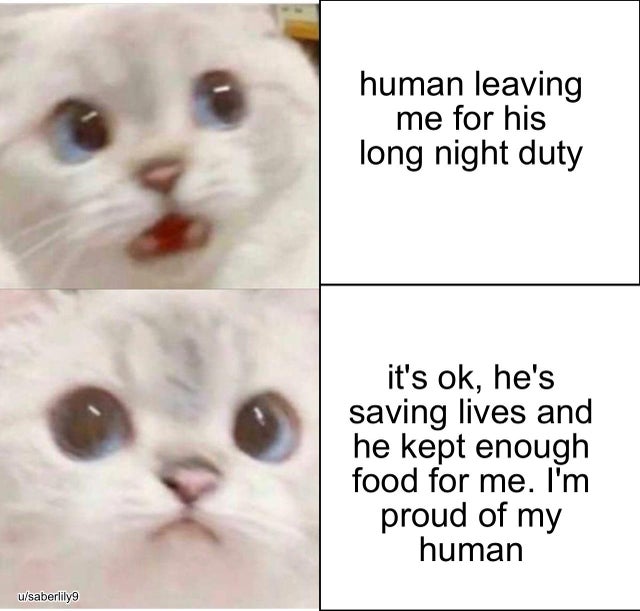 human leaving
me for his
long night duty
it's ok, he's
saving lives and
he kept enough
food for me. I'm
proud of my
human
u/saberlily9